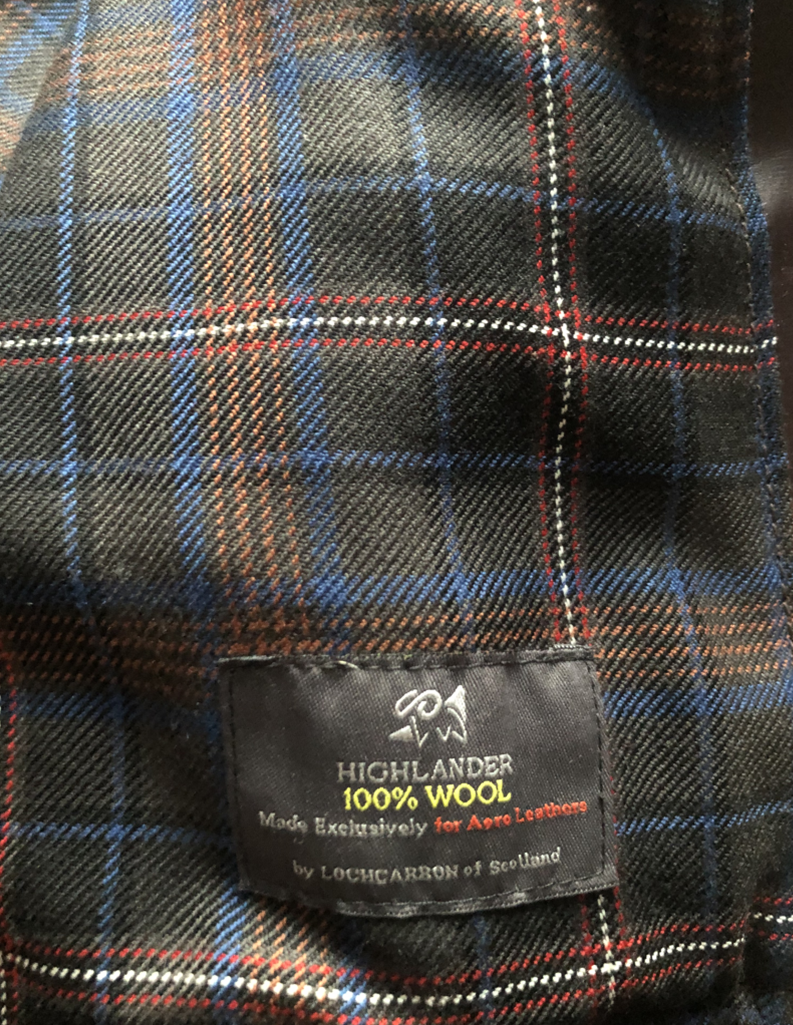 HIGHLANDER
100% WOOL
Made Exclusively for Aero Leathers
by LOCHCARRON of Scotland